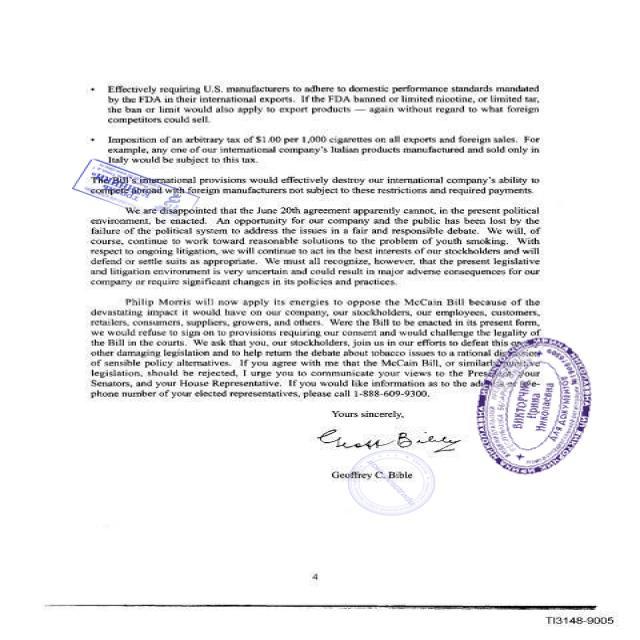 • Effectively requiring U.S. manufacturers to adhere to domestic performance standards mandated
by the FDA in their international exports. If the FDA banned or limited nicotine, or limited tar,
the ban or limit would also apply to export products — again without regard to what foreign
competitors could sell.
• Imposition of an arbitrary tax of $1.00 per 1,000 cigarettes on all exports and foreign sales. For
example, any one of our international company's Italian products manufactured and sold only in
Italy would be subject to this tax.
The Bill's international provisions would effectively destroy our international company's ability to
compete abroad with foreign manufacturers not subject to these restrictions and required payments.
We are disappointed that the June 20th agreement apparently cannot, in the present political
environment, be enacted. An opportunity for our company and the public has been lost by the
failure of the political system to address the issues in a fair and responsible debate. We will, of
course, continue to work toward reasonable solutions to the problem of youth smoking. With
respect to ongoing litigation, we will continue to act in the best interests of our stockholders and will
defend or settle suits as appropriate. We must all recognize, however, that the present legislative
and litigation environment is very uncertain and could result in major adverse consequences for our
company or require significant changes in its policies and practices.
Philip Morris will now apply its energies to oppose the McCain Bill because of the
devastating impact it would have on our company, our stockholders, our employees, customers,
retailers, consumers, suppliers, growers, and others. Were the Bill to be enacted in its present form,
we would refuse to sign on to provisions requiring our consent and would challenge the legality of
the Bill in the courts. We ask that you, our stockholders, join us in our efforts to defeat this
other damaging legislation and to help return the debate about tobacco issues to a rational
of sensible policy alternatives. If you agree with me that the McCain Bill, or similarly
legislation, should be rejected, I urge you to communicate your views to the President, your
Senators, and your House Representative. If you would like information as to the
phone number of your elected representatives, please call 1-888-609-9300.
Yours sincerely,
Geoff Bible
Geoffrey C. Bible
ВИКТОРЧИК
Ирина
Николаевна
ДЛЯ ДОКУМЕНТОВ
4
TI3148-9005